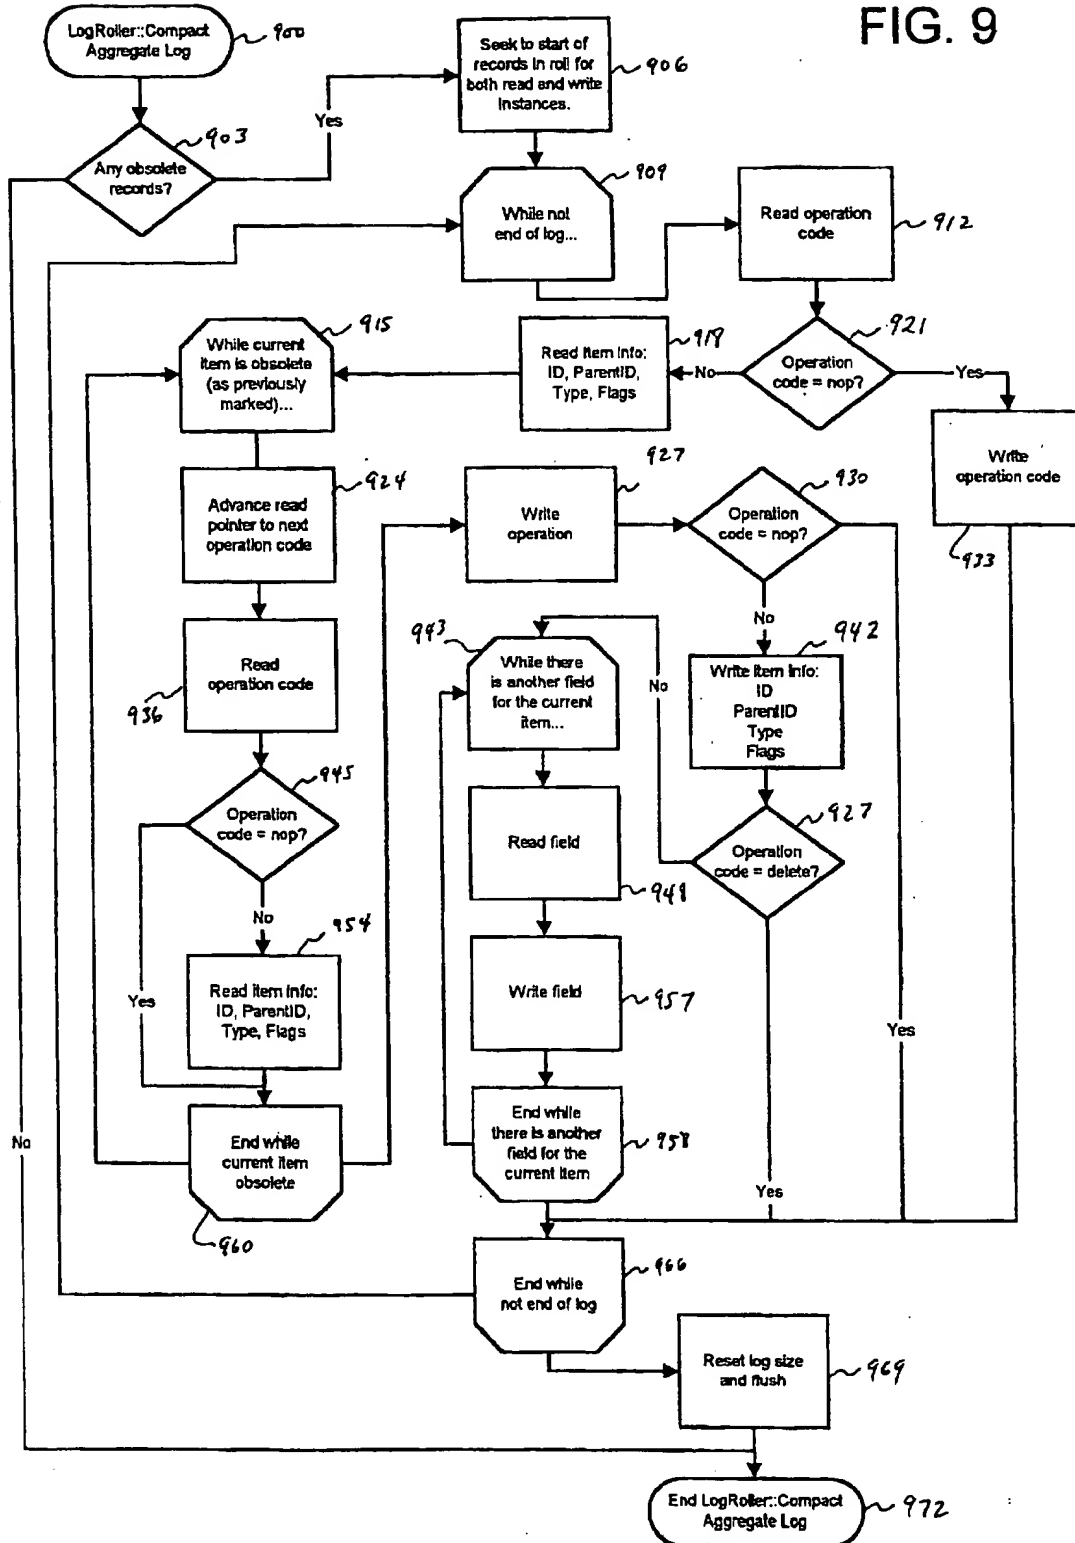 FIG. 9
LogRoller::Compact
Aggregate Log
900
Seek to start of
records in roll for
both read and write
instances.
906
Yes
903
Any obsolete
records?
909
While not
end of log...
Read operation
code
912
915
While current
item is obsolete
(as previously
marked)...
918
Read Item Info:
ID, ParentID,
Type, Flags
No
921
Operation
code = nop?
Yes
Write
operation code
933
924
Advance read
pointer to next
operation code
927
Write
operation
930
Operation
code = nop?
No
Read
operation code
936
943
While there
is another field
for the current
item...
No
942
Write Item Info:
ID
ParentID
Type
Flags
945
Operation
code = nop?
No
Yes
Read field
948
927
Operation
code = delete?
954
Read Item Info:
ID, ParentID,
Type, Flags
Write field
957
Yes
No
End while
current item
obsolete
960
End while
there is another
field for the
current item
958
Yes
End while
not end of log
966
Reset log size
and flush
969
End LogRoller::Compact
Aggregate Log
972